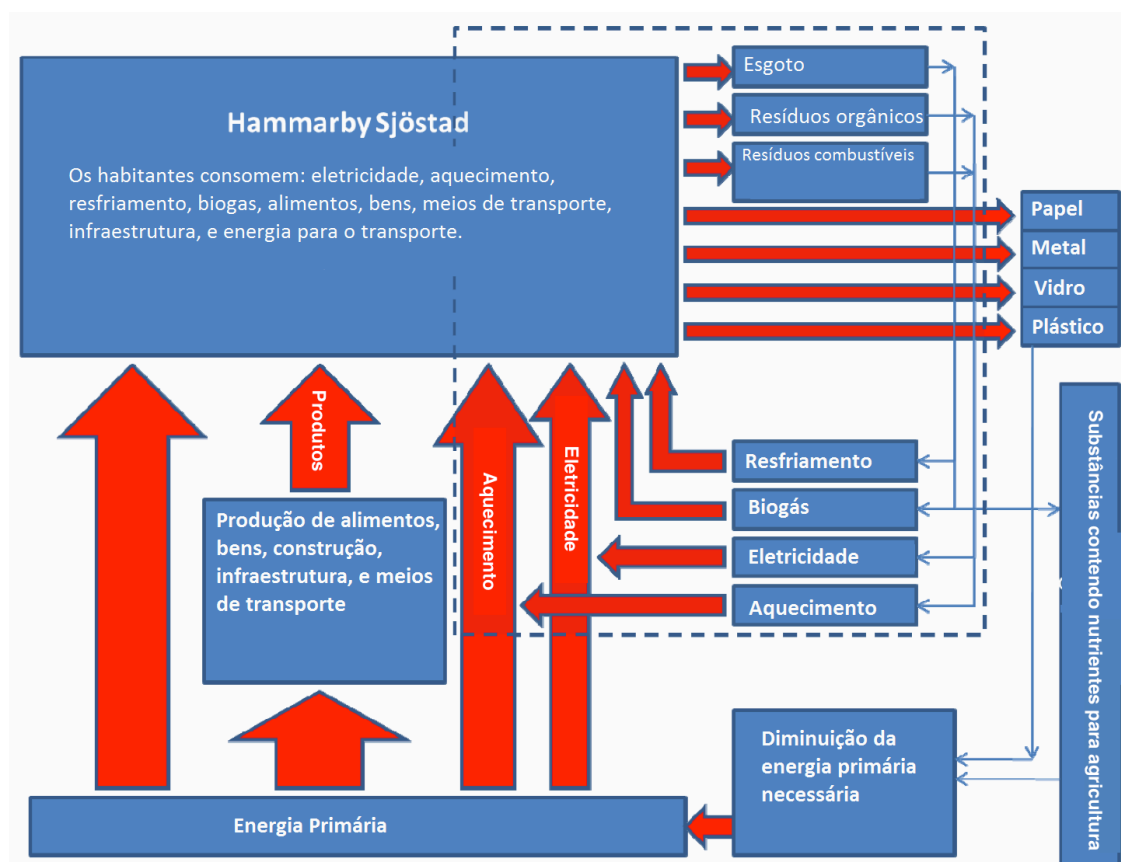 Hammarby Sjöstad
Os habitantes consomem: eletricidade, aquecimento,
resfriamento, biogas, alimentos, bens, meios de transporte,
infraestrutura, e energia para o transporte.
Esgoto
Resíduos orgânicos
Resíduos combustíveis
Papel
Metal
Vidro
Plástico
Produtos
Aquecimento
Eletricidade
Resfriamento
Biogás
Eletricidade
Aquecimento
Substâncias contendo nutrientes para agricultura
Produção de alimentos,
bens, construção,
infraestrutura, e meios
de transporte
Diminuição da
energia primária
necessária
Energia Primária